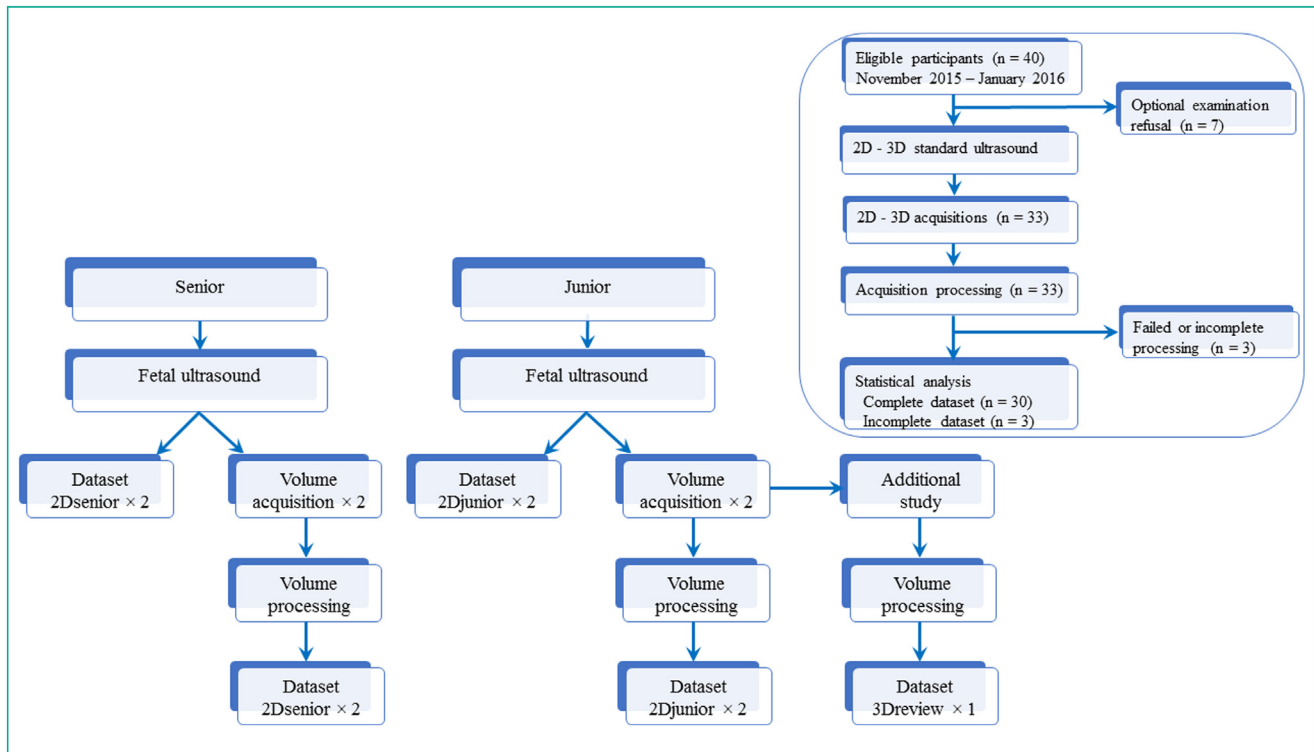 Eligible participants (n = 40)
November 2015 – January 2016
Optional examination
refusal (n = 7)
2D - 3D standard ultrasound
2D - 3D acquisitions (n = 33)
Acquisition processing (n = 33)
Failed or incomplete
processing (n = 3)
Statistical analysis
Complete dataset (n = 30)
Incomplete dataset (n = 3)
Senior
Junior
Fetal ultrasound
Fetal ultrasound
Dataset
2Dsenior × 2
Volume
acquisition × 2
Dataset
2Djunior × 2
Volume
acquisition × 2
Additional
study
Volume
processing
Volume
processing
Volume
processing
Dataset
2Dsenior × 2
Dataset
2Djunior × 2
Dataset
3Dreview × 1